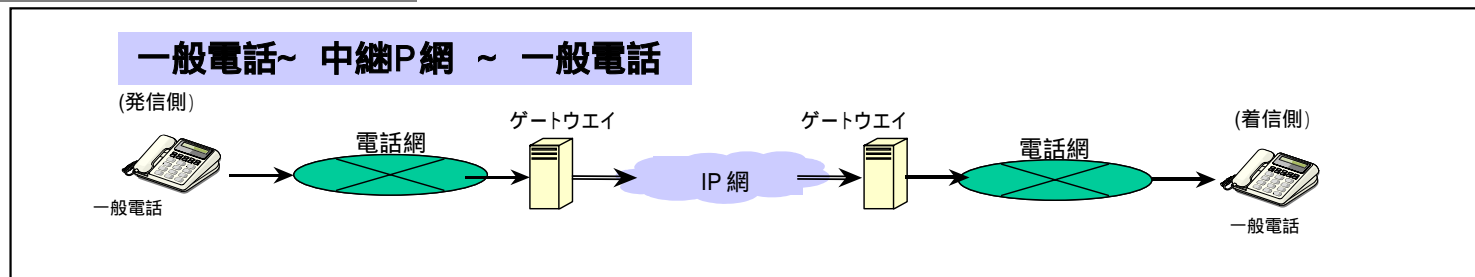 一般電話~ 中継P網 ~ 一般電話
(発信側)
ゲートウエイ
ゲートウエイ
(着信側)
電話網
電話網
IP 網
一般電話
一般電話